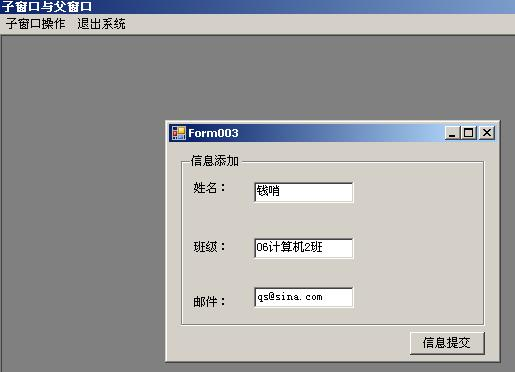 子窗口与父窗口
子窗口操作 退出系统
Form003
信息添加
姓名： 钱哨
班级： 06计算机2班
邮件： qs@sina.com
信息提交